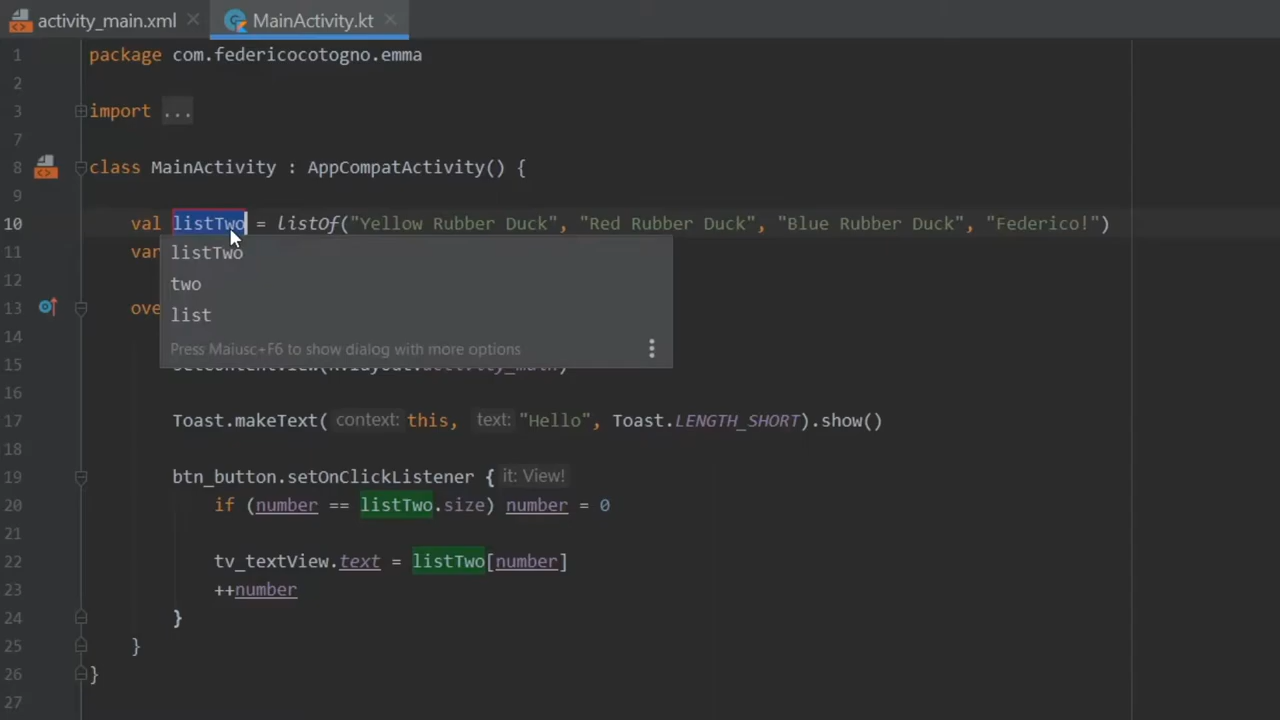 activity_main.xml MainActivity.kt
1 package com.federicocotogno.emma
2
3 import ...
7
8 class MainActivity : AppCompatActivity() {
9
10 val listTwo = listOf("Yellow Rubber Duck", "Red Rubber Duck", "Blue Rubber Duck", "Federico!")
11 var
listTwo
12
two
13 ove
list
14
Press Maiusc+F6 to show dialog with more options
15
16
17 Toast.makeText( context: this, text: "Hello", Toast.LENGTH_SHORT).show()
18
19 btn_button.setOnClickListener { it: View!
20 if (number == listTwo.size) number = 0
21
22 tv_textView.text = listTwo[number]
23 ++number
24 }
25 }
26 }
27